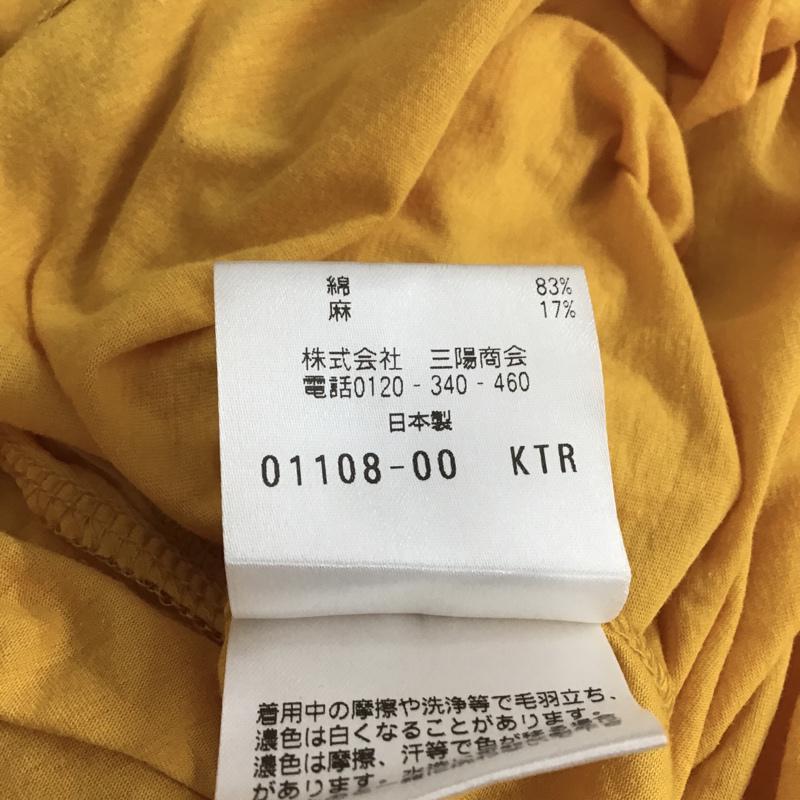 綿 83%
麻 17%
株式会社 三陽商会
電話0120-340-460
日本製
01108-00 KTR
着用中の摩擦や洗浄等で毛羽立ち、
濃色は白くなることがあります。
濃色は摩擦、汗等で色が
があります。